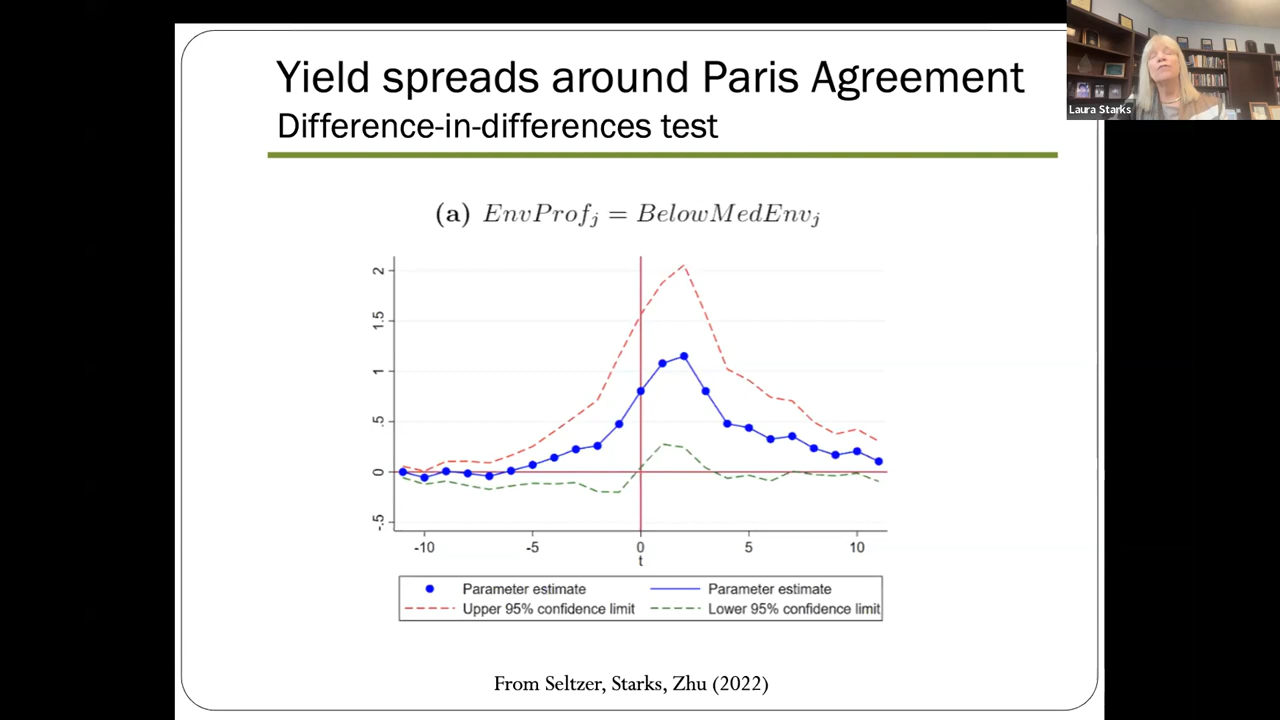 Yield spreads around Paris Agreement
Difference-in-differences test
Laura Starks
(a) EnvProf_j = BelowMedEnv_j
2
1.5
1
.5
0
-.5
-10 -5 0 5 10
t
Parameter estimate Parameter estimate
Upper 95% confidence limit Lower 95% confidence limit
From Seltzer, Starks, Zhu (2022)